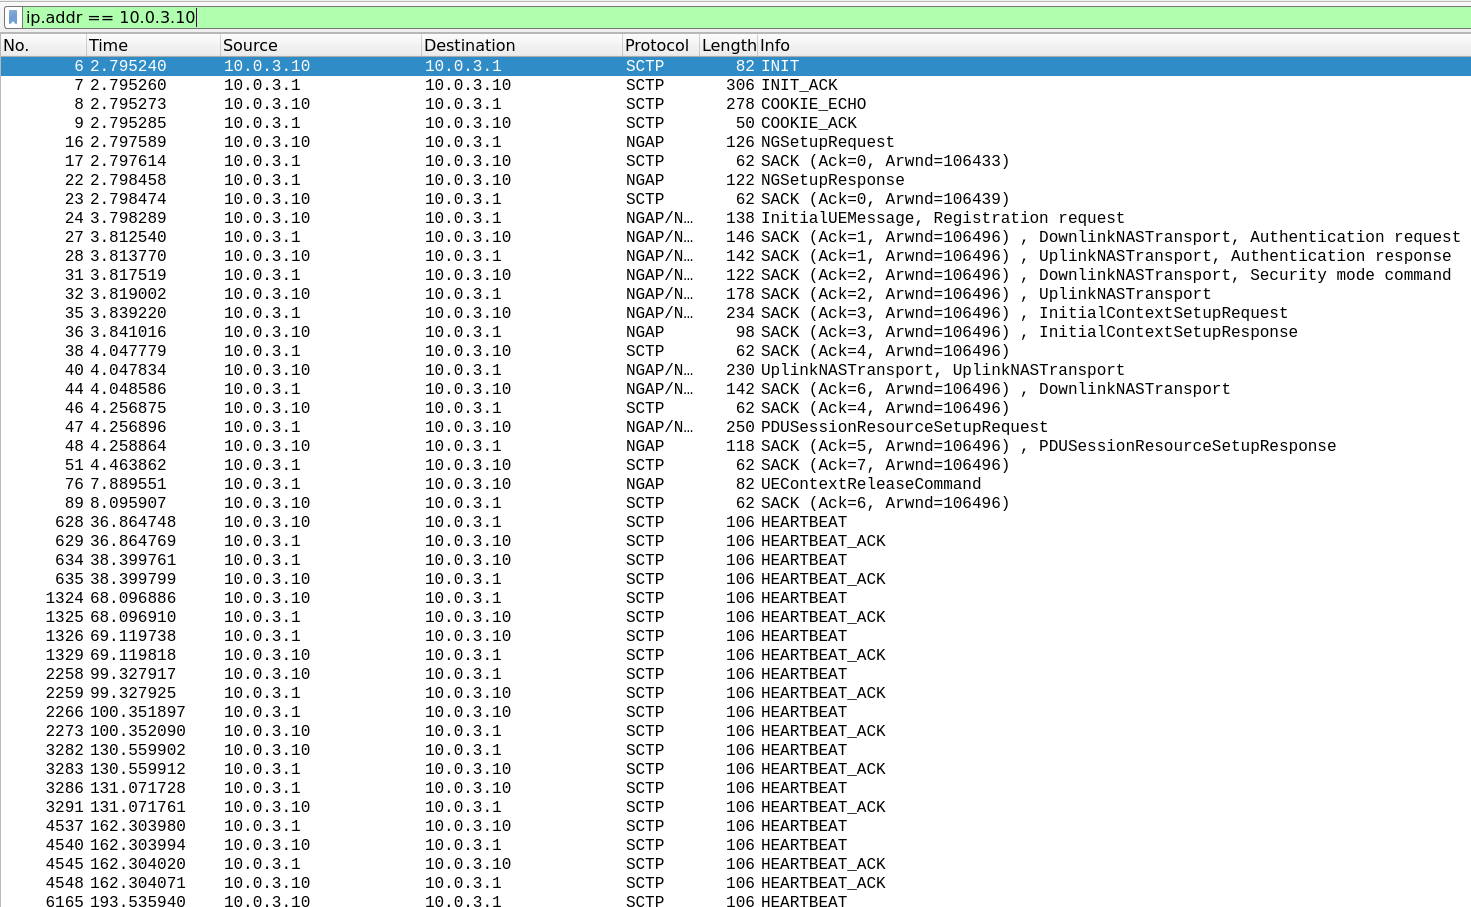 ip.addr == 10.0.3.10
No. Time Source Destination Protocol Length Info
6 2.795240 10.0.3.10 10.0.3.1 SCTP 82 INIT
7 2.795260 10.0.3.1 10.0.3.10 SCTP 306 INIT_ACK
8 2.795273 10.0.3.10 10.0.3.1 SCTP 278 COOKIE_ECHO
9 2.795285 10.0.3.1 10.0.3.10 SCTP 50 COOKIE_ACK
16 2.797589 10.0.3.10 10.0.3.1 NGAP 126 NGSetupRequest
17 2.797614 10.0.3.1 10.0.3.10 SCTP 62 SACK (Ack=0, Arwnd=106433)
22 2.798458 10.0.3.1 10.0.3.10 NGAP 122 NGSetupResponse
23 2.798474 10.0.3.10 10.0.3.1 SCTP 62 SACK (Ack=0, Arwnd=106439)
24 3.798289 10.0.3.10 10.0.3.1 NGAP/N… 138 InitialUEMessage, Registration request
27 3.812540 10.0.3.1 10.0.3.10 NGAP/N… 146 SACK (Ack=1, Arwnd=106496) , DownlinkNASTransport, Authentication request
28 3.813770 10.0.3.10 10.0.3.1 NGAP/N… 142 SACK (Ack=1, Arwnd=106496) , UplinkNASTransport, Authentication response
31 3.817519 10.0.3.1 10.0.3.10 NGAP/N… 122 SACK (Ack=2, Arwnd=106496) , DownlinkNASTransport, Security mode command
32 3.819002 10.0.3.10 10.0.3.1 NGAP/N… 178 SACK (Ack=2, Arwnd=106496) , UplinkNASTransport
35 3.839220 10.0.3.1 10.0.3.10 NGAP/N… 234 SACK (Ack=3, Arwnd=106496) , InitialContextSetupRequest
36 3.841016 10.0.3.10 10.0.3.1 NGAP 98 SACK (Ack=3, Arwnd=106496) , InitialContextSetupResponse
38 4.047779 10.0.3.1 10.0.3.10 SCTP 62 SACK (Ack=4, Arwnd=106496)
40 4.047834 10.0.3.10 10.0.3.1 NGAP/N… 230 UplinkNASTransport, UplinkNASTransport
44 4.048586 10.0.3.1 10.0.3.10 NGAP/N… 142 SACK (Ack=6, Arwnd=106496) , DownlinkNASTransport
46 4.256875 10.0.3.10 10.0.3.1 SCTP 62 SACK (Ack=4, Arwnd=106496)
47 4.256896 10.0.3.1 10.0.3.10 NGAP/N… 250 PDUSessionResourceSetupRequest
48 4.258864 10.0.3.10 10.0.3.1 NGAP 118 SACK (Ack=5, Arwnd=106496) , PDUSessionResourceSetupResponse
51 4.463862 10.0.3.1 10.0.3.10 SCTP 62 SACK (Ack=7, Arwnd=106496)
76 7.889551 10.0.3.1 10.0.3.10 NGAP 82 UEContextReleaseCommand
89 8.095907 10.0.3.10 10.0.3.1 SCTP 62 SACK (Ack=6, Arwnd=106496)
628 36.864748 10.0.3.10 10.0.3.1 SCTP 106 HEARTBEAT
629 36.864769 10.0.3.1 10.0.3.10 SCTP 106 HEARTBEAT_ACK
634 38.399761 10.0.3.1 10.0.3.10 SCTP 106 HEARTBEAT
635 38.399799 10.0.3.10 10.0.3.1 SCTP 106 HEARTBEAT_ACK
1324 68.096886 10.0.3.10 10.0.3.1 SCTP 106 HEARTBEAT
1325 68.096910 10.0.3.1 10.0.3.10 SCTP 106 HEARTBEAT_ACK
1326 69.119738 10.0.3.1 10.0.3.10 SCTP 106 HEARTBEAT
1329 69.119818 10.0.3.10 10.0.3.1 SCTP 106 HEARTBEAT_ACK
2258 99.327917 10.0.3.10 10.0.3.1 SCTP 106 HEARTBEAT
2259 99.327925 10.0.3.1 10.0.3.10 SCTP 106 HEARTBEAT_ACK
2266 100.351897 10.0.3.1 10.0.3.10 SCTP 106 HEARTBEAT
2273 100.352090 10.0.3.10 10.0.3.1 SCTP 106 HEARTBEAT_ACK
3282 130.559902 10.0.3.10 10.0.3.1 SCTP 106 HEARTBEAT
3283 130.559912 10.0.3.1 10.0.3.10 SCTP 106 HEARTBEAT_ACK
3286 131.071728 10.0.3.1 10.0.3.10 SCTP 106 HEARTBEAT
3291 131.071761 10.0.3.10 10.0.3.1 SCTP 106 HEARTBEAT_ACK
4537 162.303980 10.0.3.1 10.0.3.10 SCTP 106 HEARTBEAT
4540 162.303994 10.0.3.10 10.0.3.1 SCTP 106 HEARTBEAT
4545 162.304020 10.0.3.1 10.0.3.10 SCTP 106 HEARTBEAT_ACK
4548 162.304071 10.0.3.10 10.0.3.1 SCTP 106 HEARTBEAT_ACK
6165 193.535940 10.0.3.10 10.0.3.1 SCTP 106 HEARTBEAT